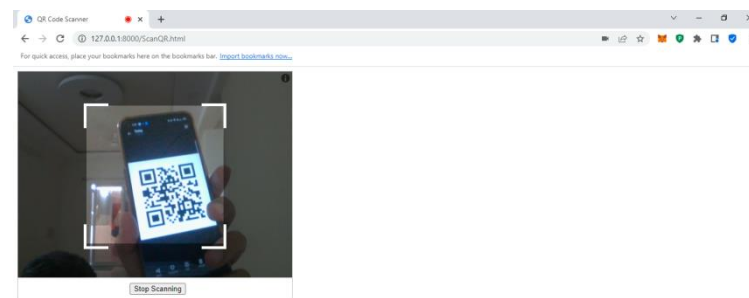 QR Code Scanner
127.0.0.1:8000/ScanQR.html
For quick access, place your bookmarks here on the bookmarks bar. Import bookmarks now...
Stop Scanning